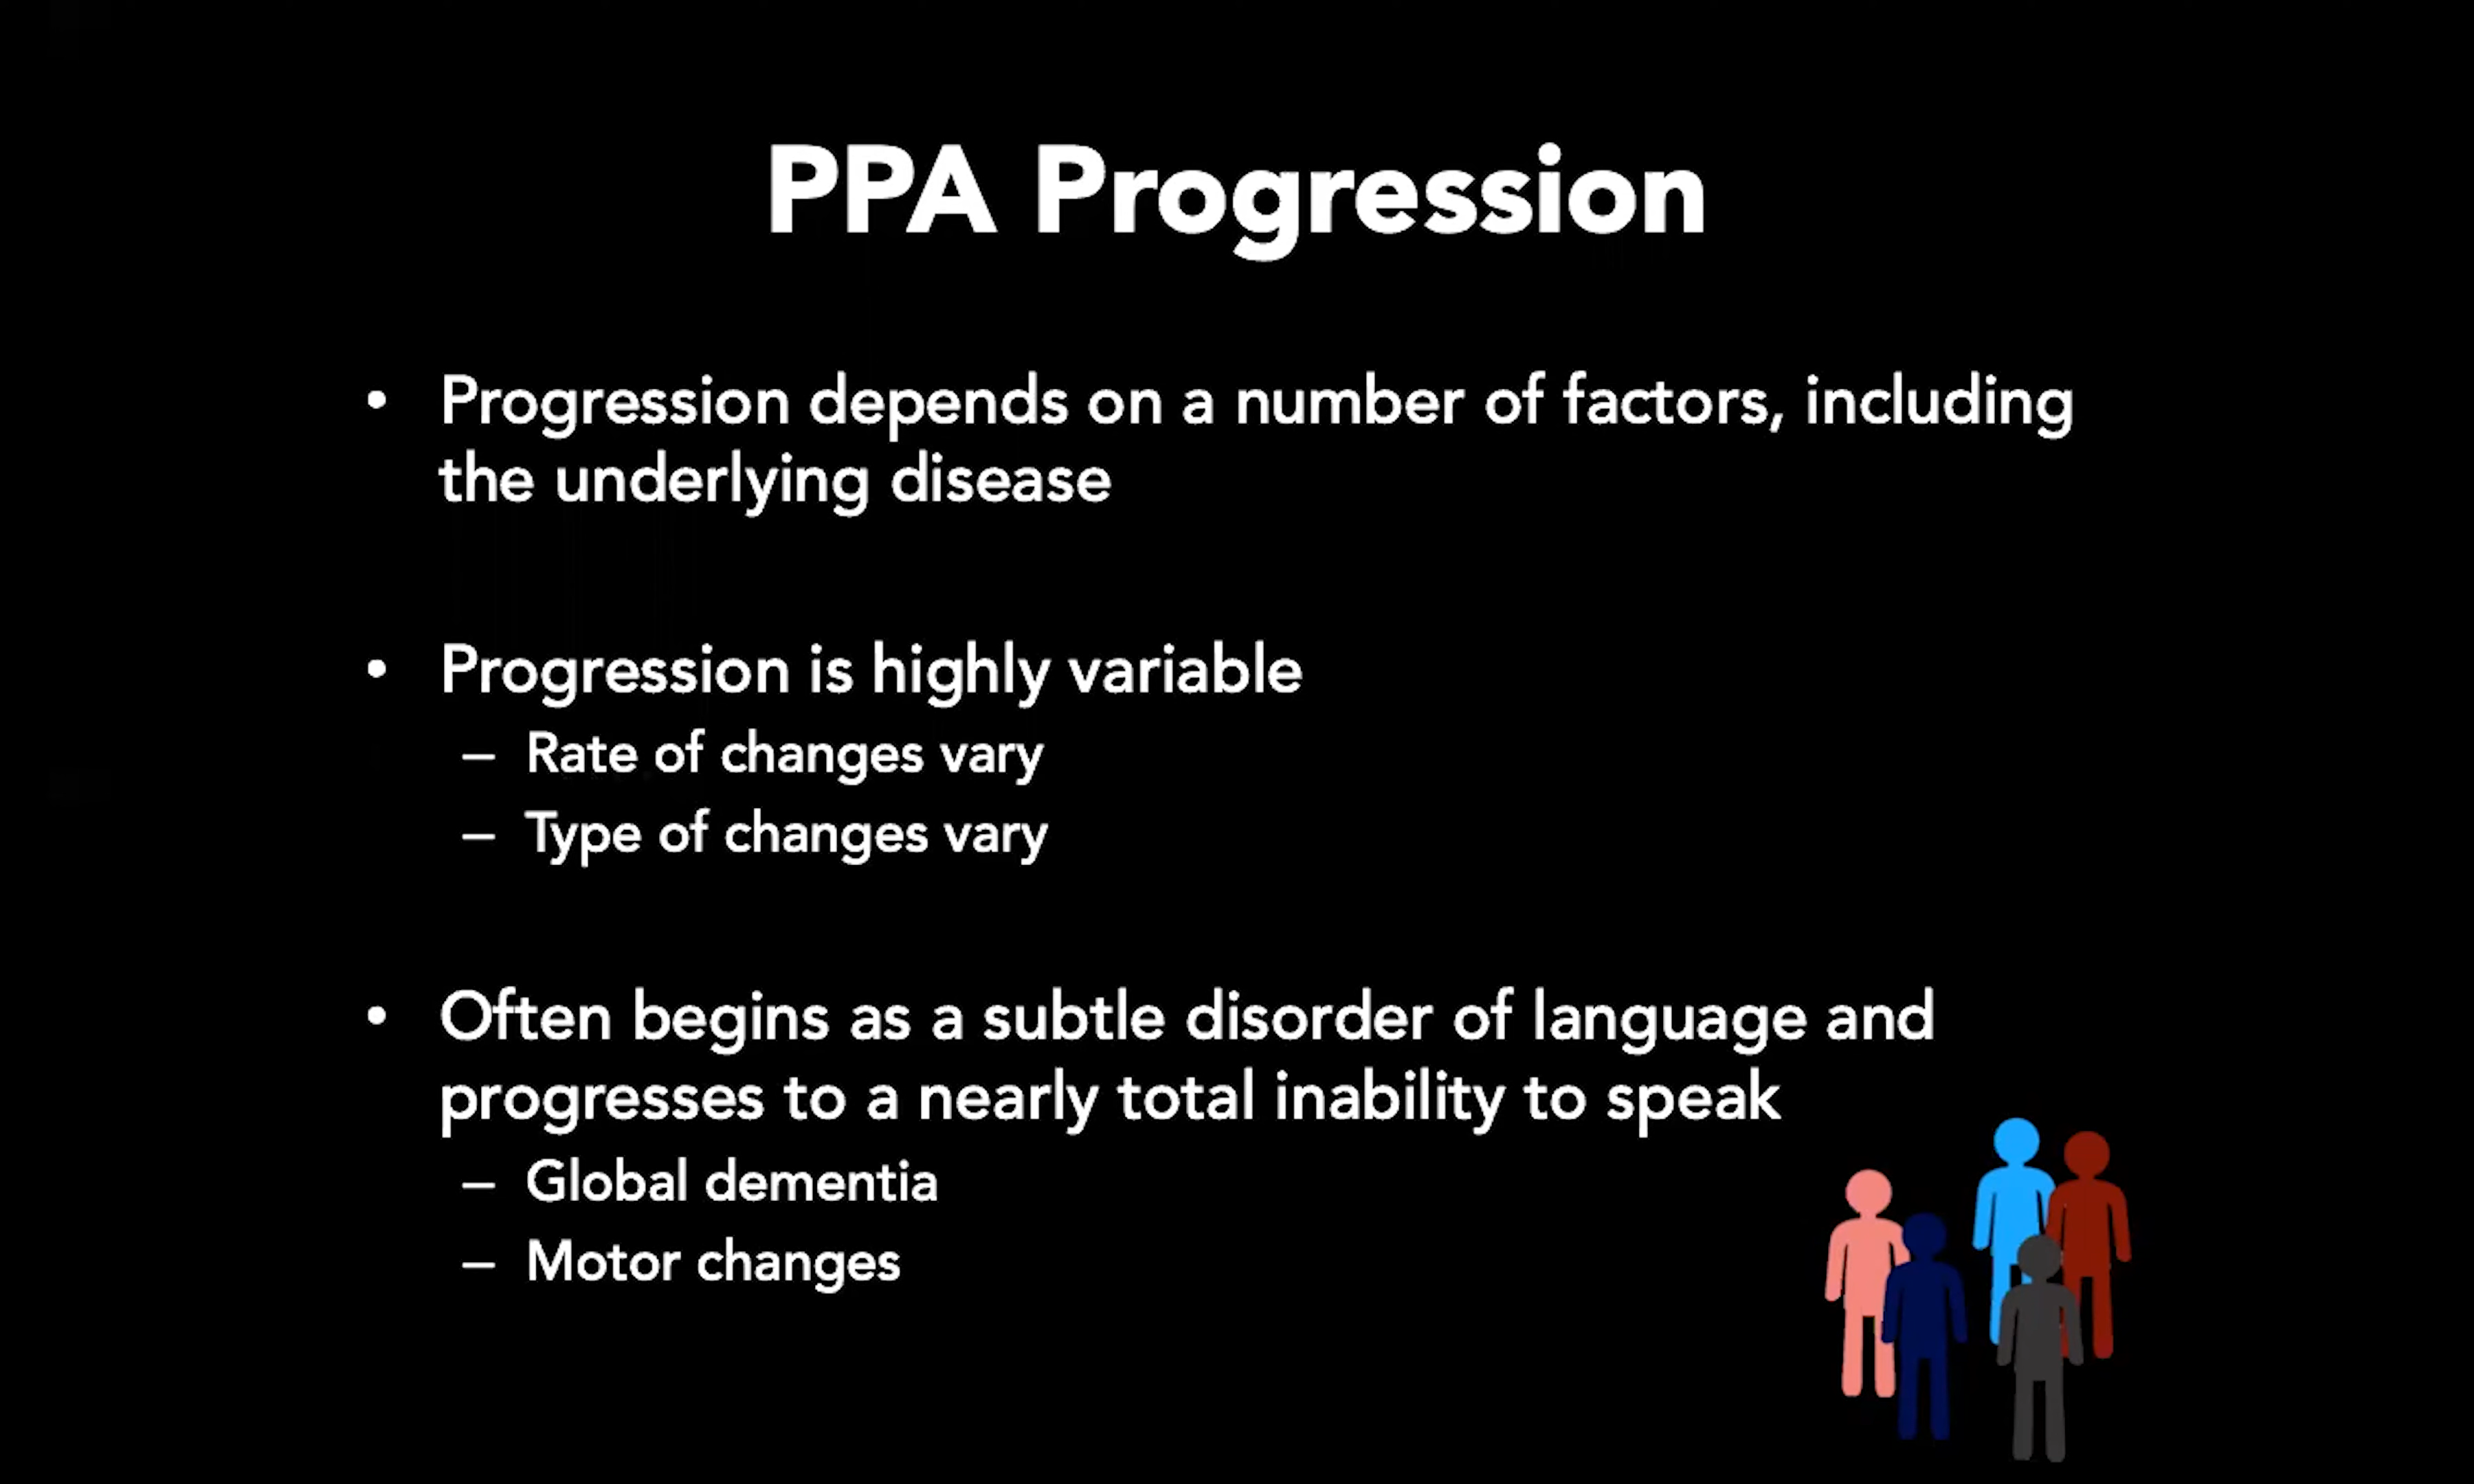 PPA Progression
• Progression depends on a number of factors, including
the underlying disease
• Progression is highly variable
– Rate of changes vary
– Type of changes vary
• Often begins as a subtle disorder of language and
progresses to a nearly total inability to speak
– Global dementia
– Motor changes